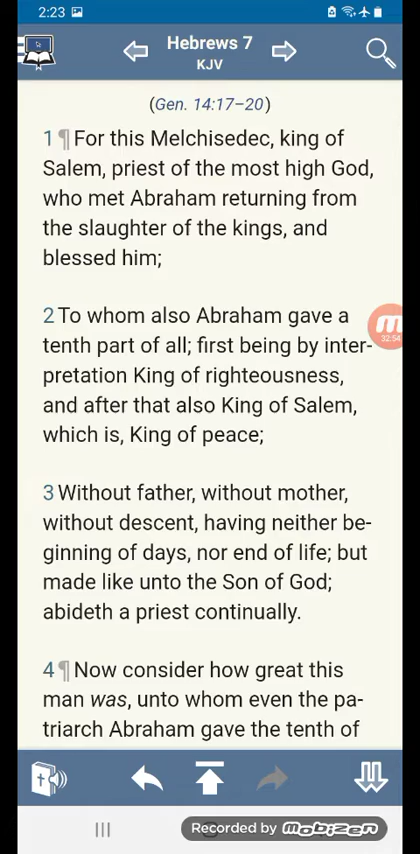 2:23
Hebrews 7
KJV
(Gen. 14:17–20)
1 ¶ For this Melchisedec, king of
Salem, priest of the most high God,
who met Abraham returning from
the slaughter of the kings, and
blessed him;
2 To whom also Abraham gave a
tenth part of all; first being by inter-
pretation King of righteousness,
and after that also King of Salem,
which is, King of peace;
32:54
3 Without father, without mother,
without descent, having neither be-
ginning of days, nor end of life; but
made like unto the Son of God;
abideth a priest continually.
4 ¶ Now consider how great this
man was, unto whom even the pa-
triarch Abraham gave the tenth of
Recorded by mobizen